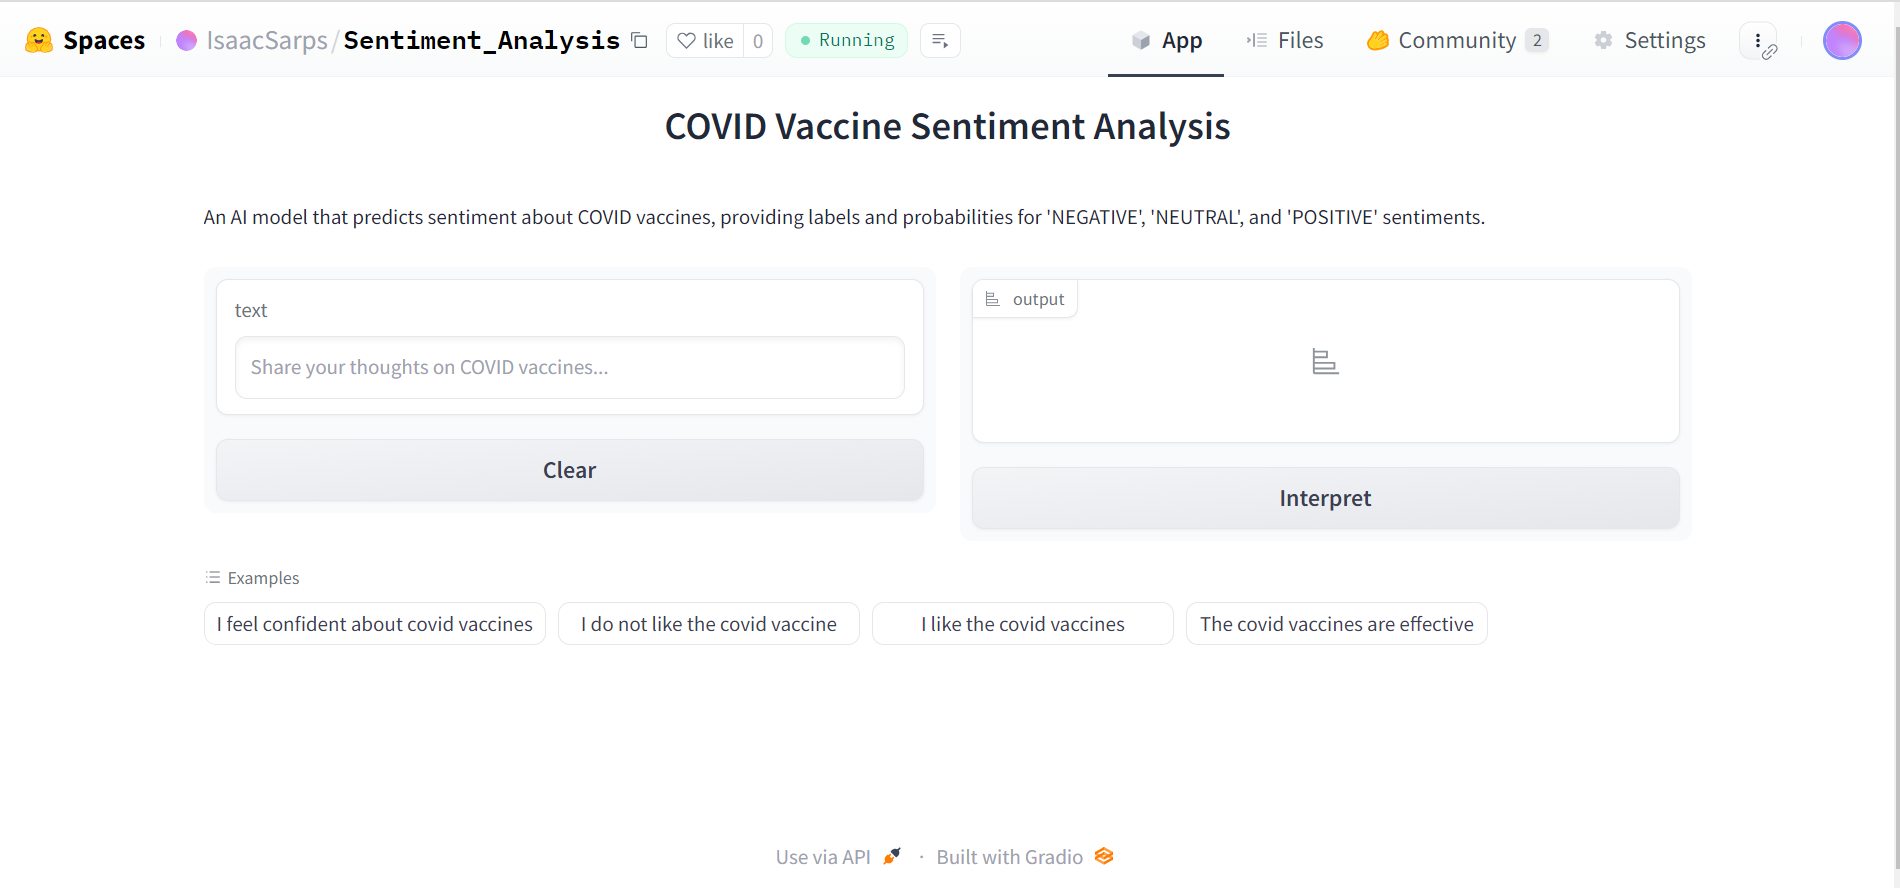 Spaces IsaacSarps/Sentiment_Analysis like 0 Running App Files Community 2 Settings
COVID Vaccine Sentiment Analysis
An AI model that predicts sentiment about COVID vaccines, providing labels and probabilities for 'NEGATIVE', 'NEUTRAL', and 'POSITIVE' sentiments.
text
Share your thoughts on COVID vaccines...
Clear
output
Interpret
Examples
I feel confident about covid vaccines
I do not like the covid vaccine
I like the covid vaccines
The covid vaccines are effective
Use via API · Built with Gradio